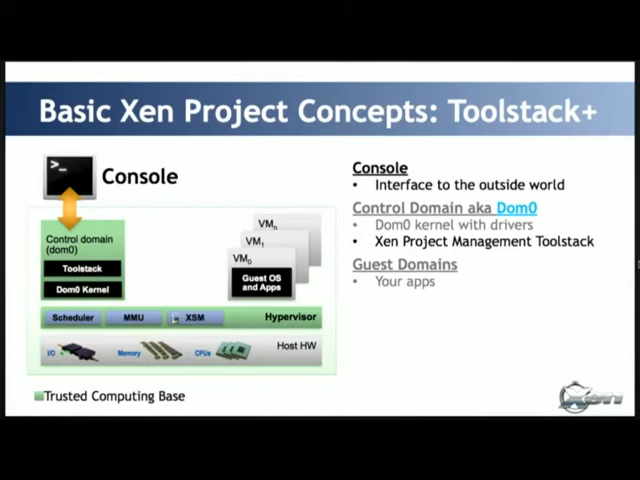 Basic Xen Project Concepts: Toolstack+
>_
Console
Control domain
(dom0)
Toolstack
Dom0 Kernel
VMn
VM1
VM0
Guest OS
and Apps
Scheduler
MMU
XSM
Hypervisor
I/O
Memory
CPUs
Host HW
Trusted Computing Base
Console
• Interface to the outside world
Control Domain aka Dom0
• Dom0 kernel with drivers
• Xen Project Management Toolstack
Guest Domains
• Your apps
Xen